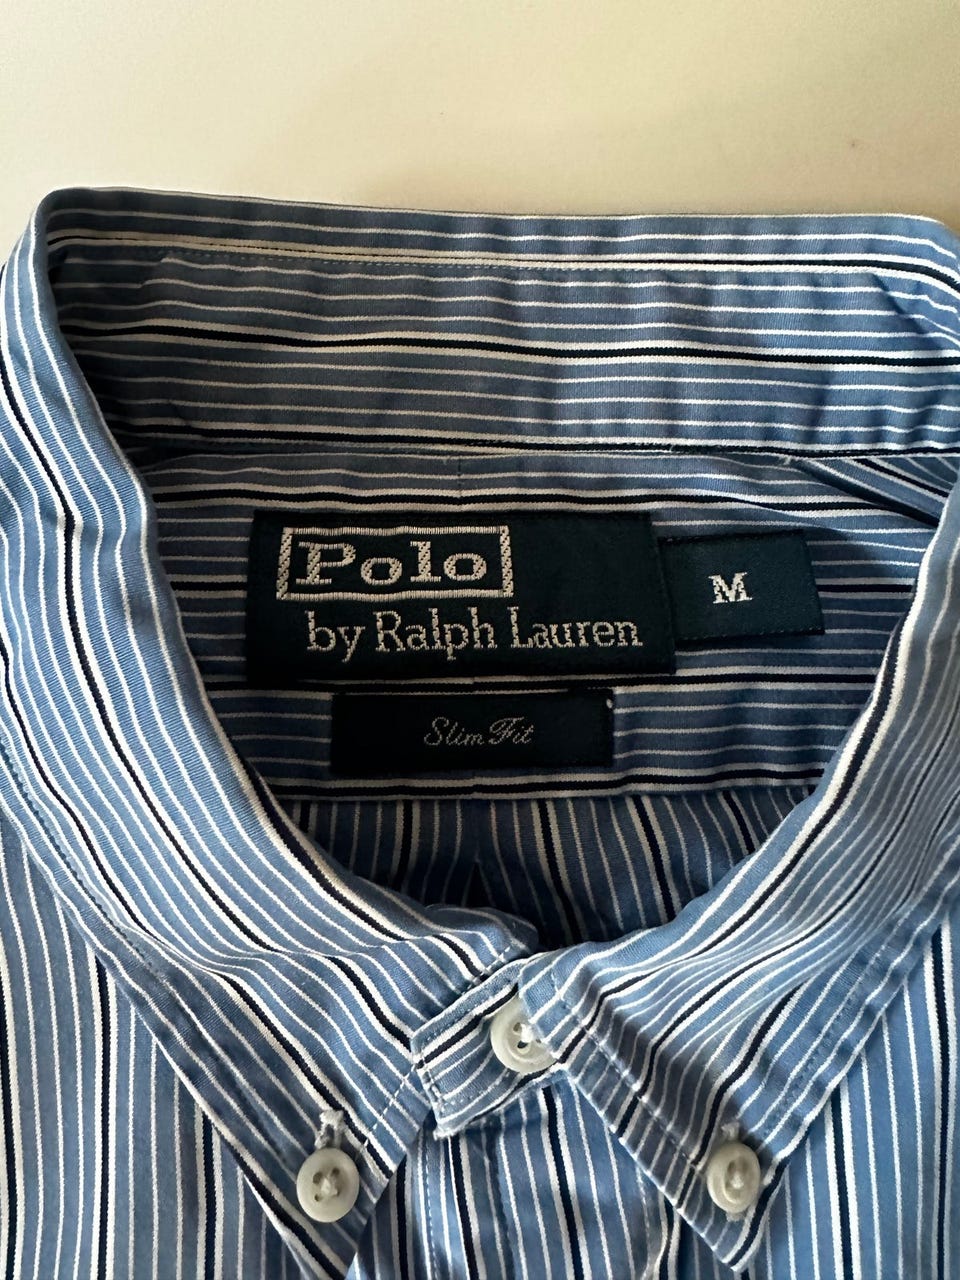 Polo
by Ralph Lauren
M
Slim Fit